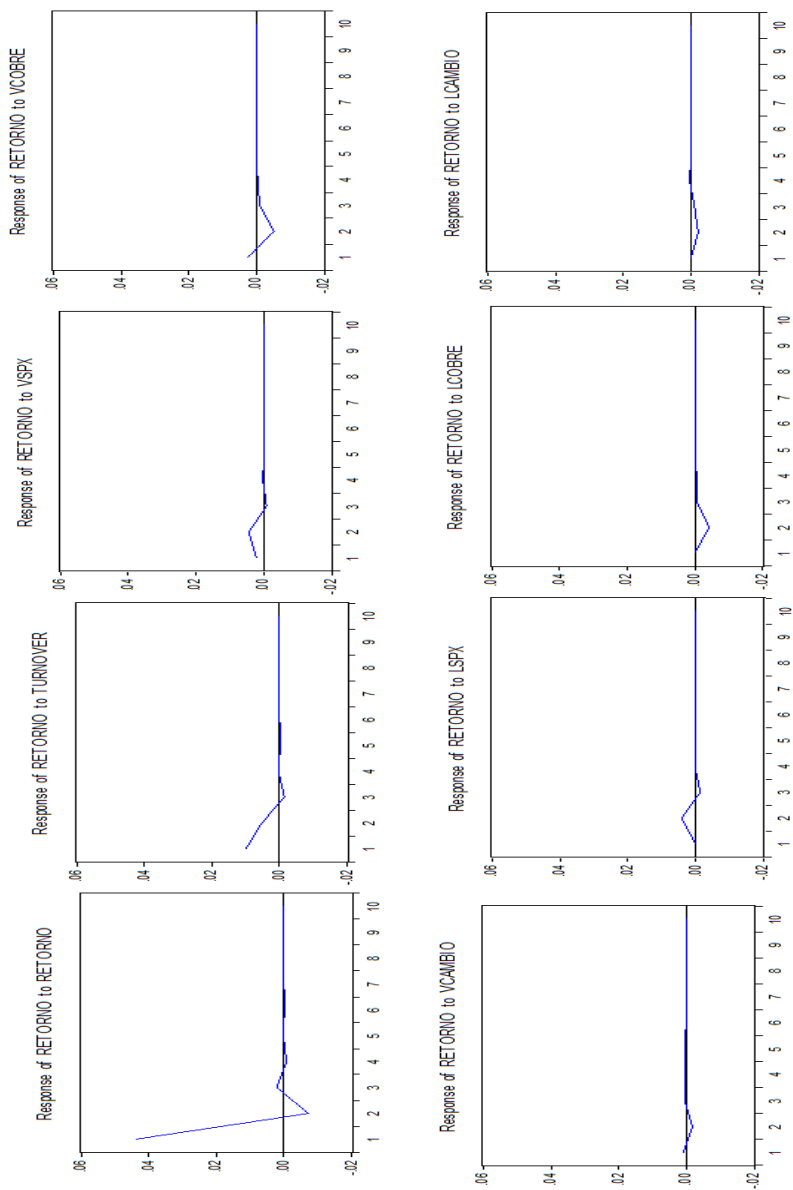 Response of RETORNO to RETORNO
.06
.04
.02
.00
-.02
1 2 3 4 5 6 7 8 9 10
Response of RETORNO to TURNOVER
.06
.04
.02
.00
-.02
1 2 3 4 5 6 7 8 9 10
Response of RETORNO to VSPX
.06
.04
.02
.00
-.02
1 2 3 4 5 6 7 8 9 10
Response of RETORNO to VCOBRE
.06
.04
.02
.00
-.02
1 2 3 4 5 6 7 8 9 10
Response of RETORNO to VCAMBIO
.06
.04
.02
.00
-.02
1 2 3 4 5 6 7 8 9 10
Response of RETORNO to LSPX
.06
.04
.02
.00
-.02
1 2 3 4 5 6 7 8 9 10
Response of RETORNO to LCOBRE
.06
.04
.02
.00
-.02
1 2 3 4 5 6 7 8 9 10
Response of RETORNO to LCAMBIO
.06
.04
.02
.00
-.02
1 2 3 4 5 6 7 8 9 10